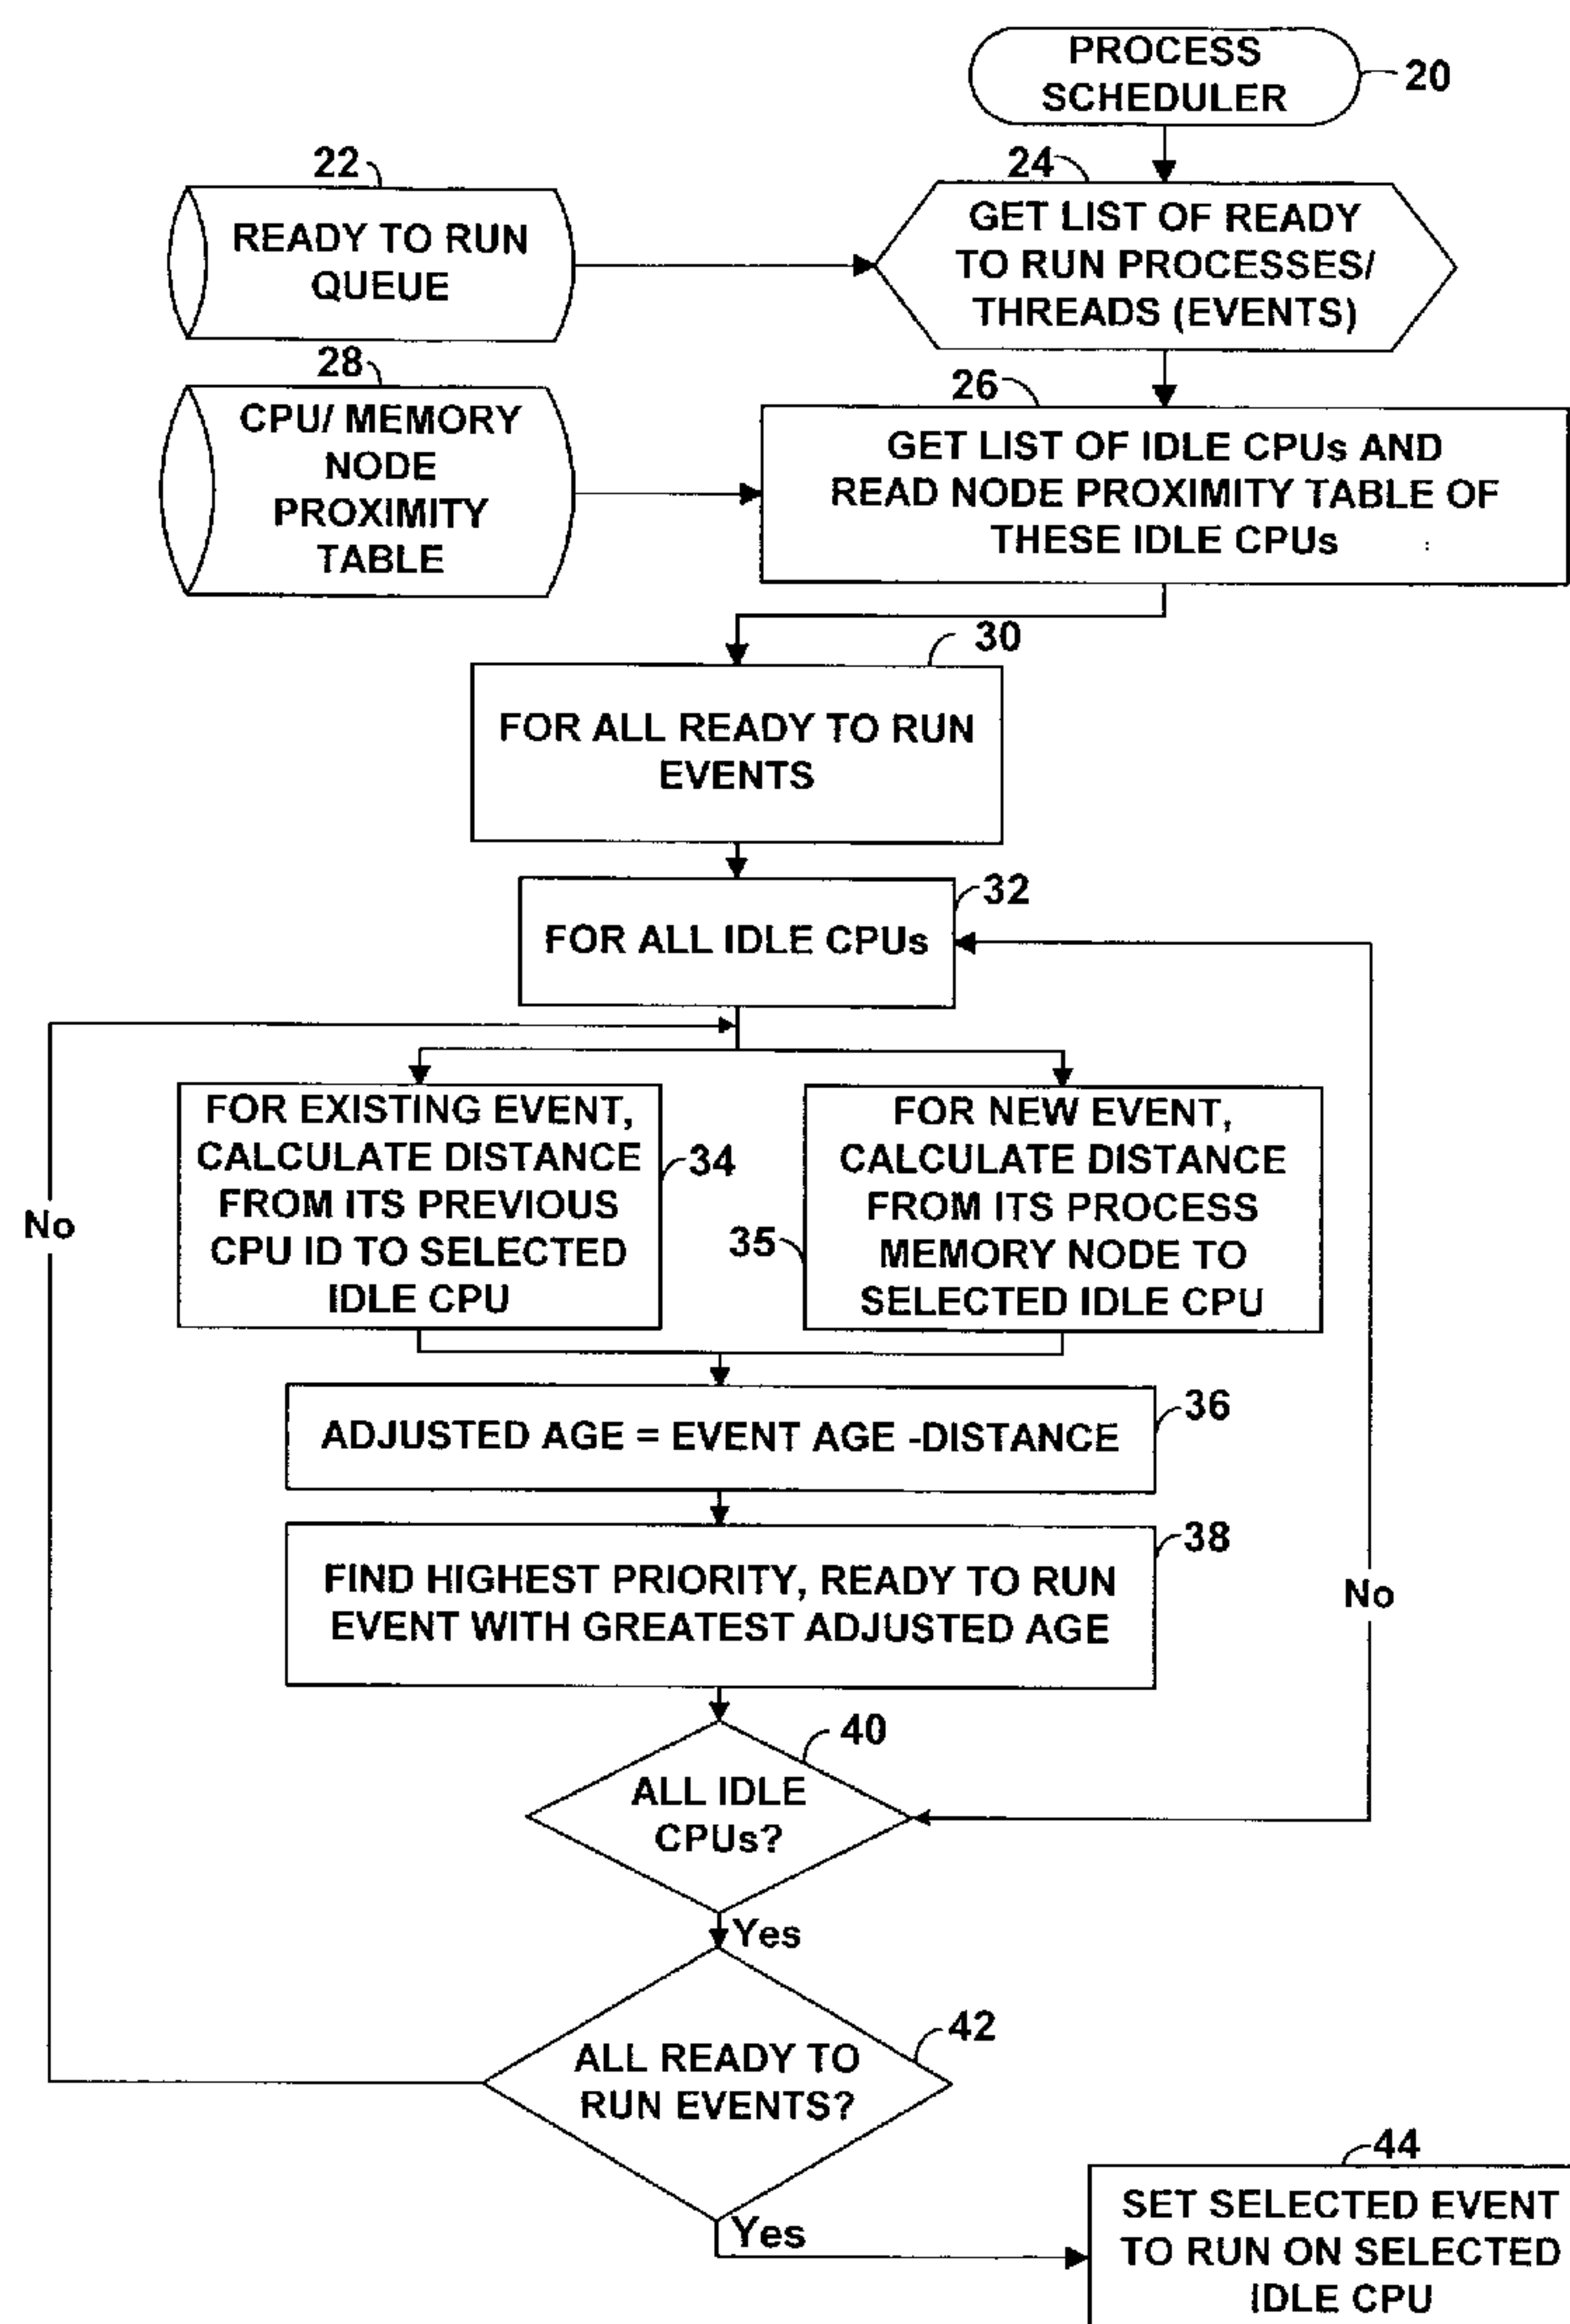 PROCESS
SCHEDULER
20
22
READY TO RUN
QUEUE
24
GET LIST OF READY
TO RUN PROCESSES/
THREADS (EVENTS)
28
CPU/ MEMORY
NODE
PROXIMITY
TABLE
26
GET LIST OF IDLE CPUs AND
READ NODE PROXIMITY TABLE OF
THESE IDLE CPUs
30
FOR ALL READY TO RUN
EVENTS
32
FOR ALL IDLE CPUs
FOR EXISTING EVENT,
CALCULATE DISTANCE
FROM ITS PREVIOUS
CPU ID TO SELECTED
IDLE CPU
34
FOR NEW EVENT,
CALCULATE DISTANCE
FROM ITS PROCESS
MEMORY NODE TO
SELECTED IDLE CPU
35
No
ADJUSTED AGE = EVENT AGE -DISTANCE
36
FIND HIGHEST PRIORITY, READY TO RUN
EVENT WITH GREATEST ADJUSTED AGE
38
No
ALL IDLE
CPUs?
40
Yes
ALL READY TO
RUN EVENTS?
42
Yes
44
SET SELECTED EVENT
TO RUN ON SELECTED
IDLE CPU